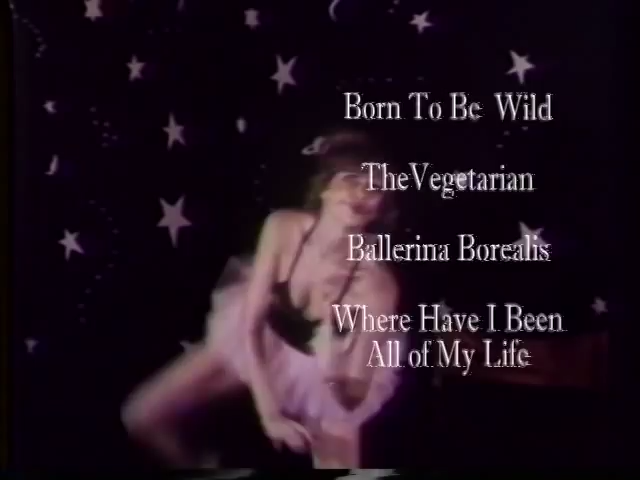 Born To Be Wild
TheVegetarian
Ballerina Borealis
Where Have I Been
All of My Life